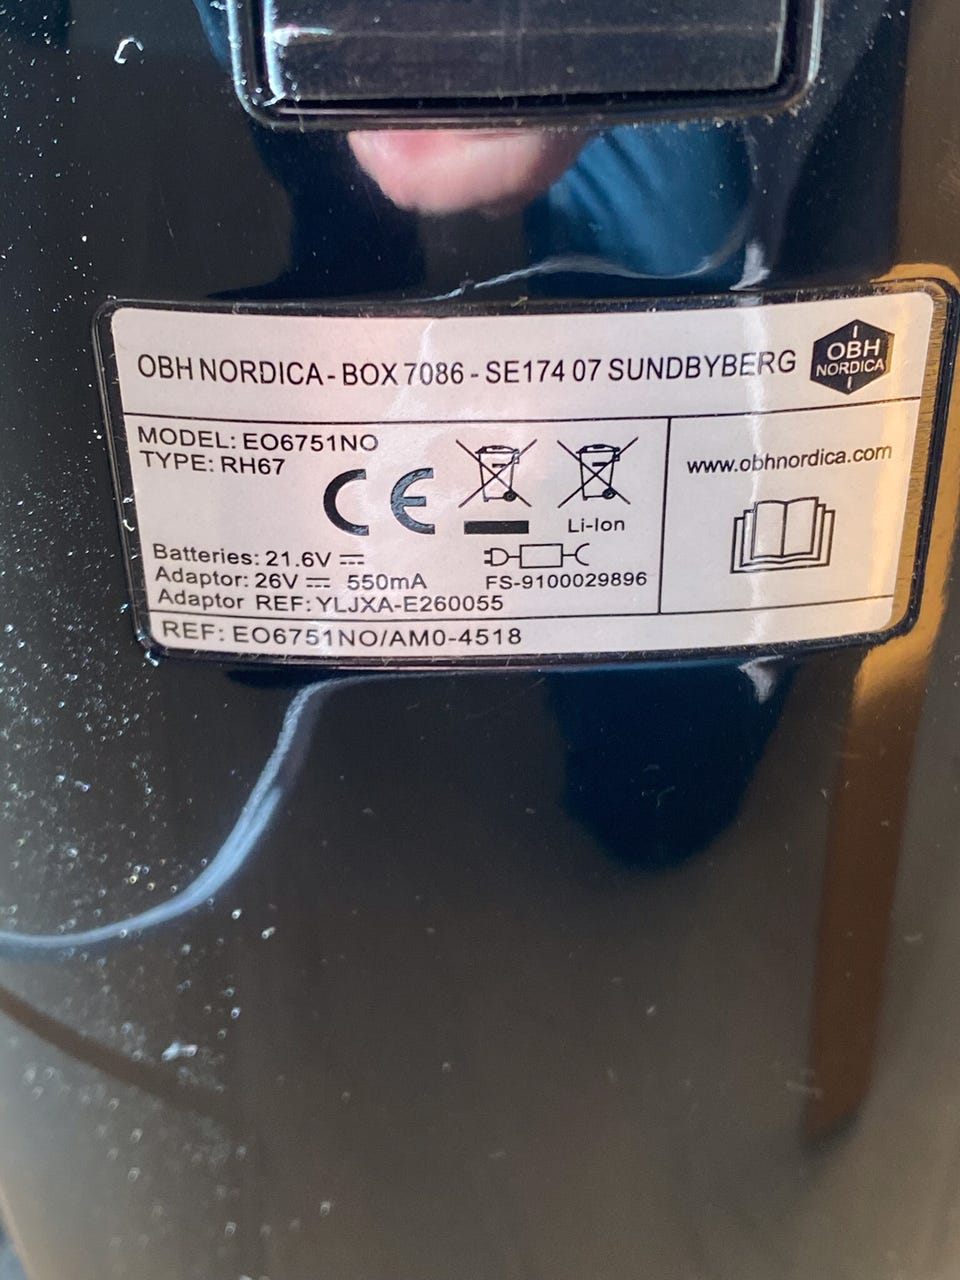 OBH NORDICA - BOX 7086 - SE174 07 SUNDBYBERG
OBH
NORDICA
MODEL: EO6751NO
TYPE: RH67
CE
Li-Ion
www.obhnordica.com
Batteries: 21.6V ⎓
Adaptor: 26V ⎓ 550mA
FS-9100029896
Adaptor REF: YLJXA-E260055
REF: EO6751NO/AM0-4518